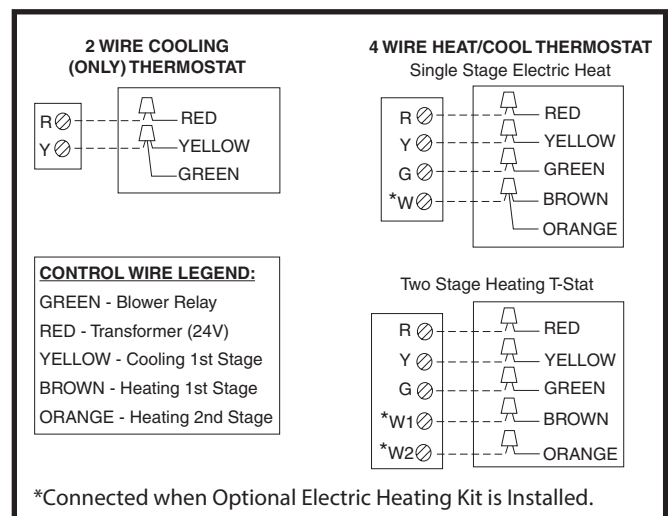 2 WIRE COOLING
(ONLY) THERMOSTAT
R
Y
RED
YELLOW
GREEN
CONTROL WIRE LEGEND:
GREEN - Blower Relay
RED - Transformer (24V)
YELLOW - Cooling 1st Stage
BROWN - Heating 1st Stage
ORANGE - Heating 2nd Stage
4 WIRE HEAT/COOL THERMOSTAT
Single Stage Electric Heat
R
Y
G
*W
RED
YELLOW
GREEN
BROWN
ORANGE
Two Stage Heating T-Stat
R
Y
G
*W1
*W2
RED
YELLOW
GREEN
BROWN
ORANGE
*Connected when Optional Electric Heating Kit is Installed.